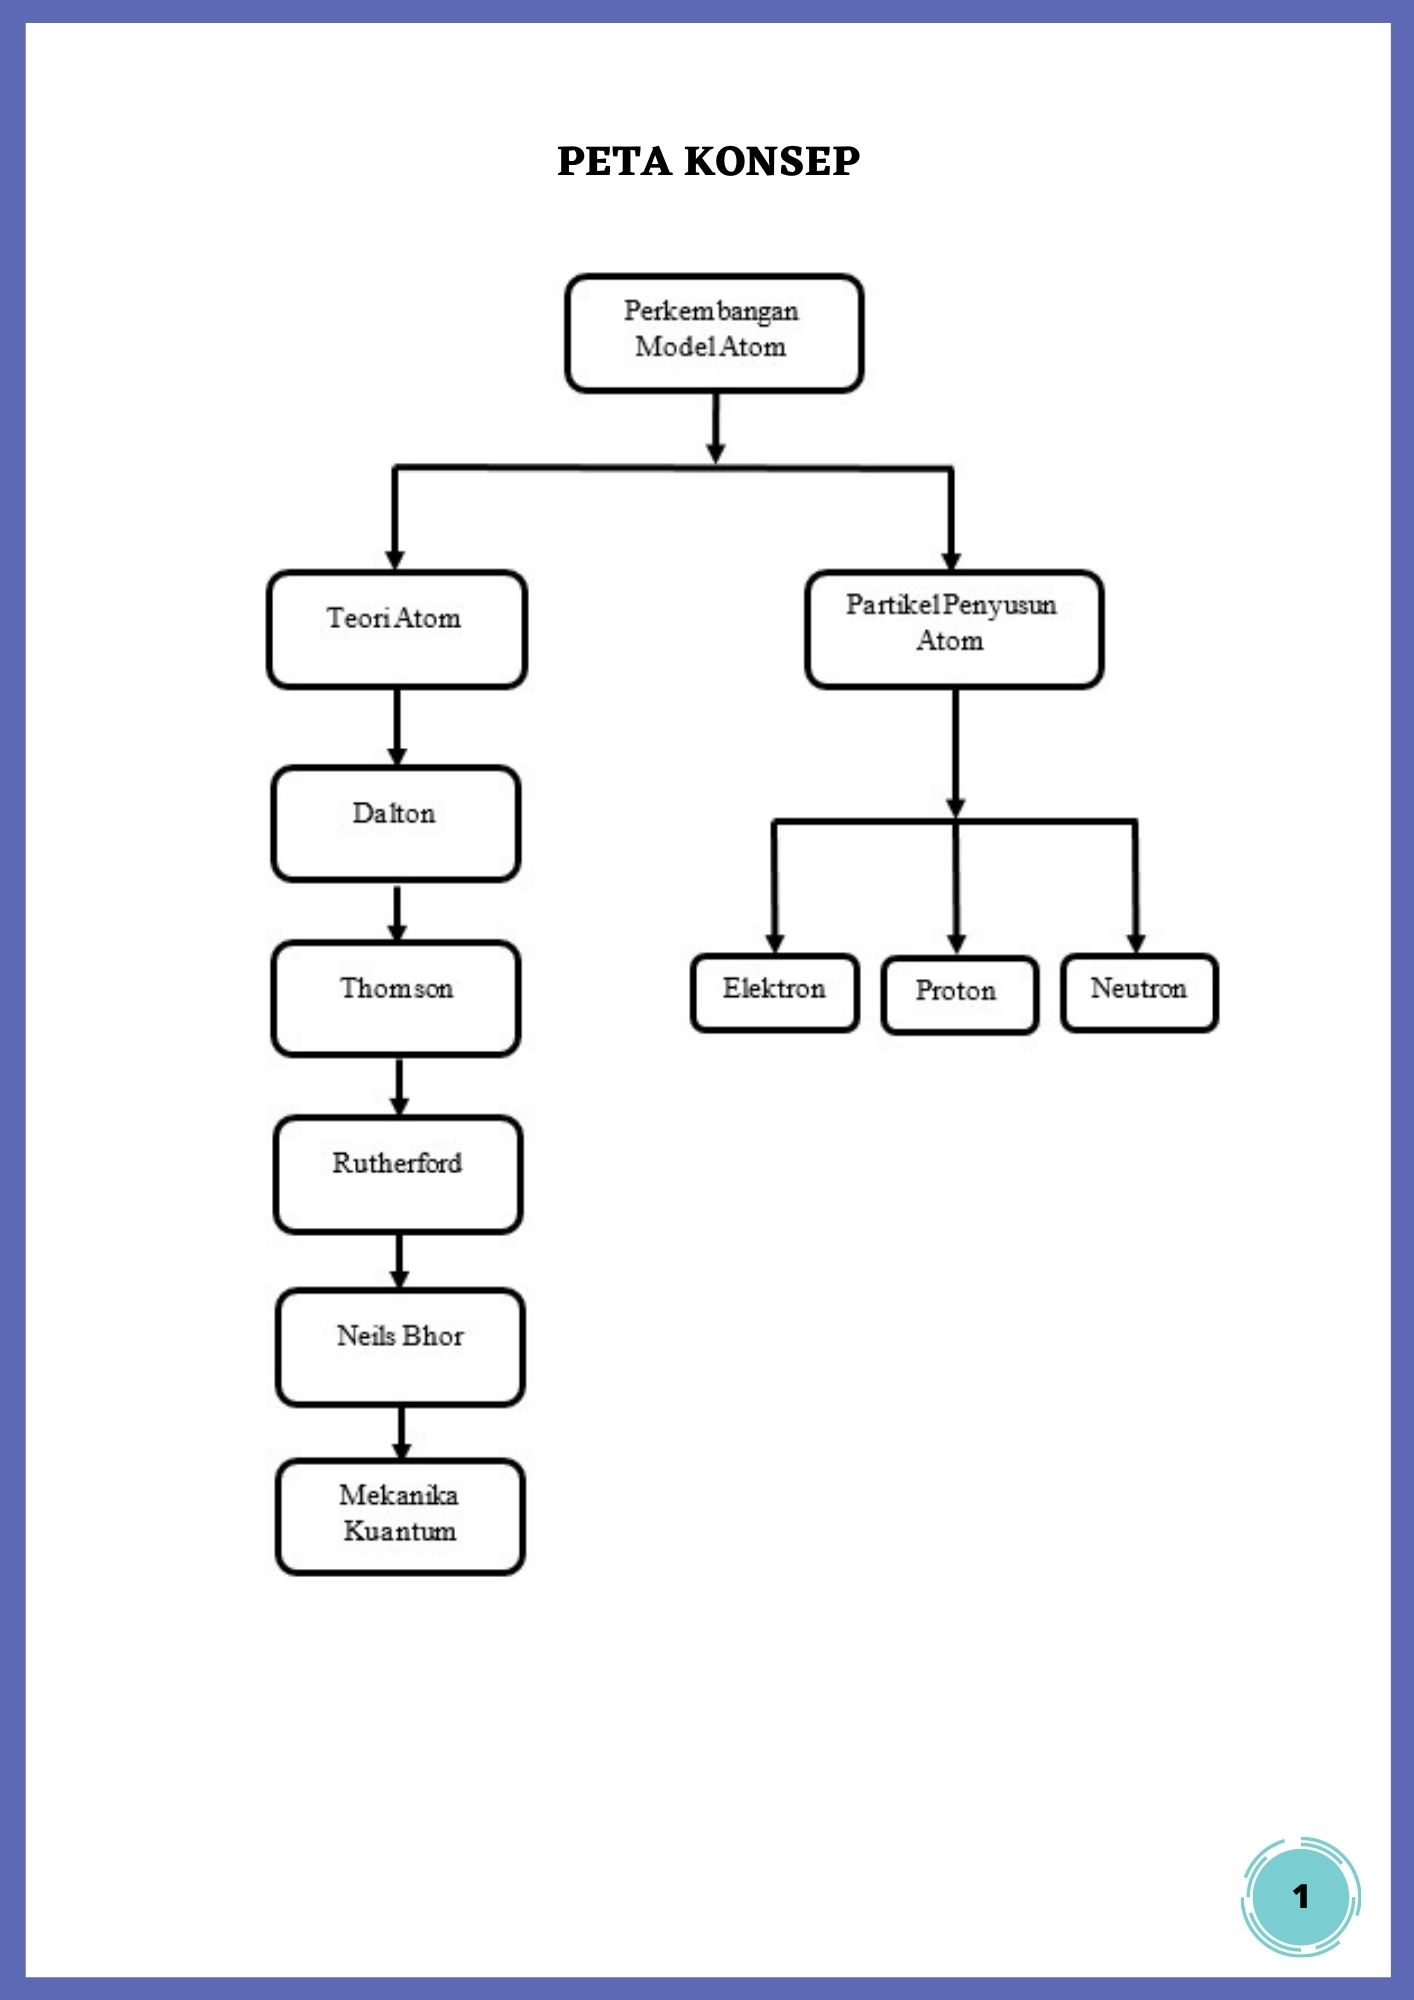 PETA KONSEP
Perkembangan
Model Atom
Teori Atom
Partikel Penyusun
Atom
Dalton
Thomson
Elektron
Proton
Neutron
Rutherford
Neils Bhor
Mekanika
Kuantum
1